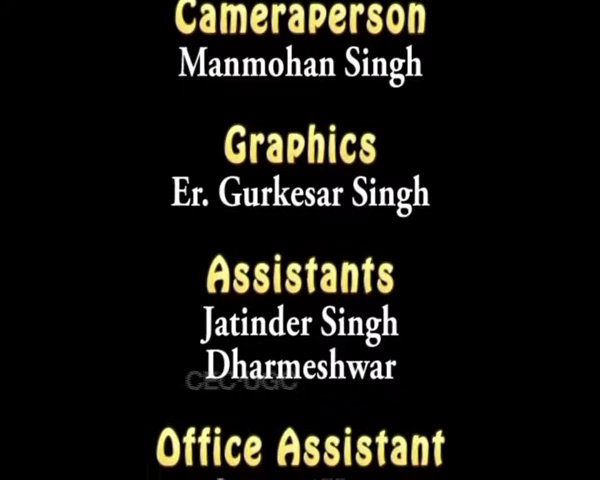 Cameraperson
Manmohan Singh
Graphics
Er. Gurkesar Singh
Assistants
Jatinder Singh
Dharmeshwar
CEC-UGC
Office Assistant